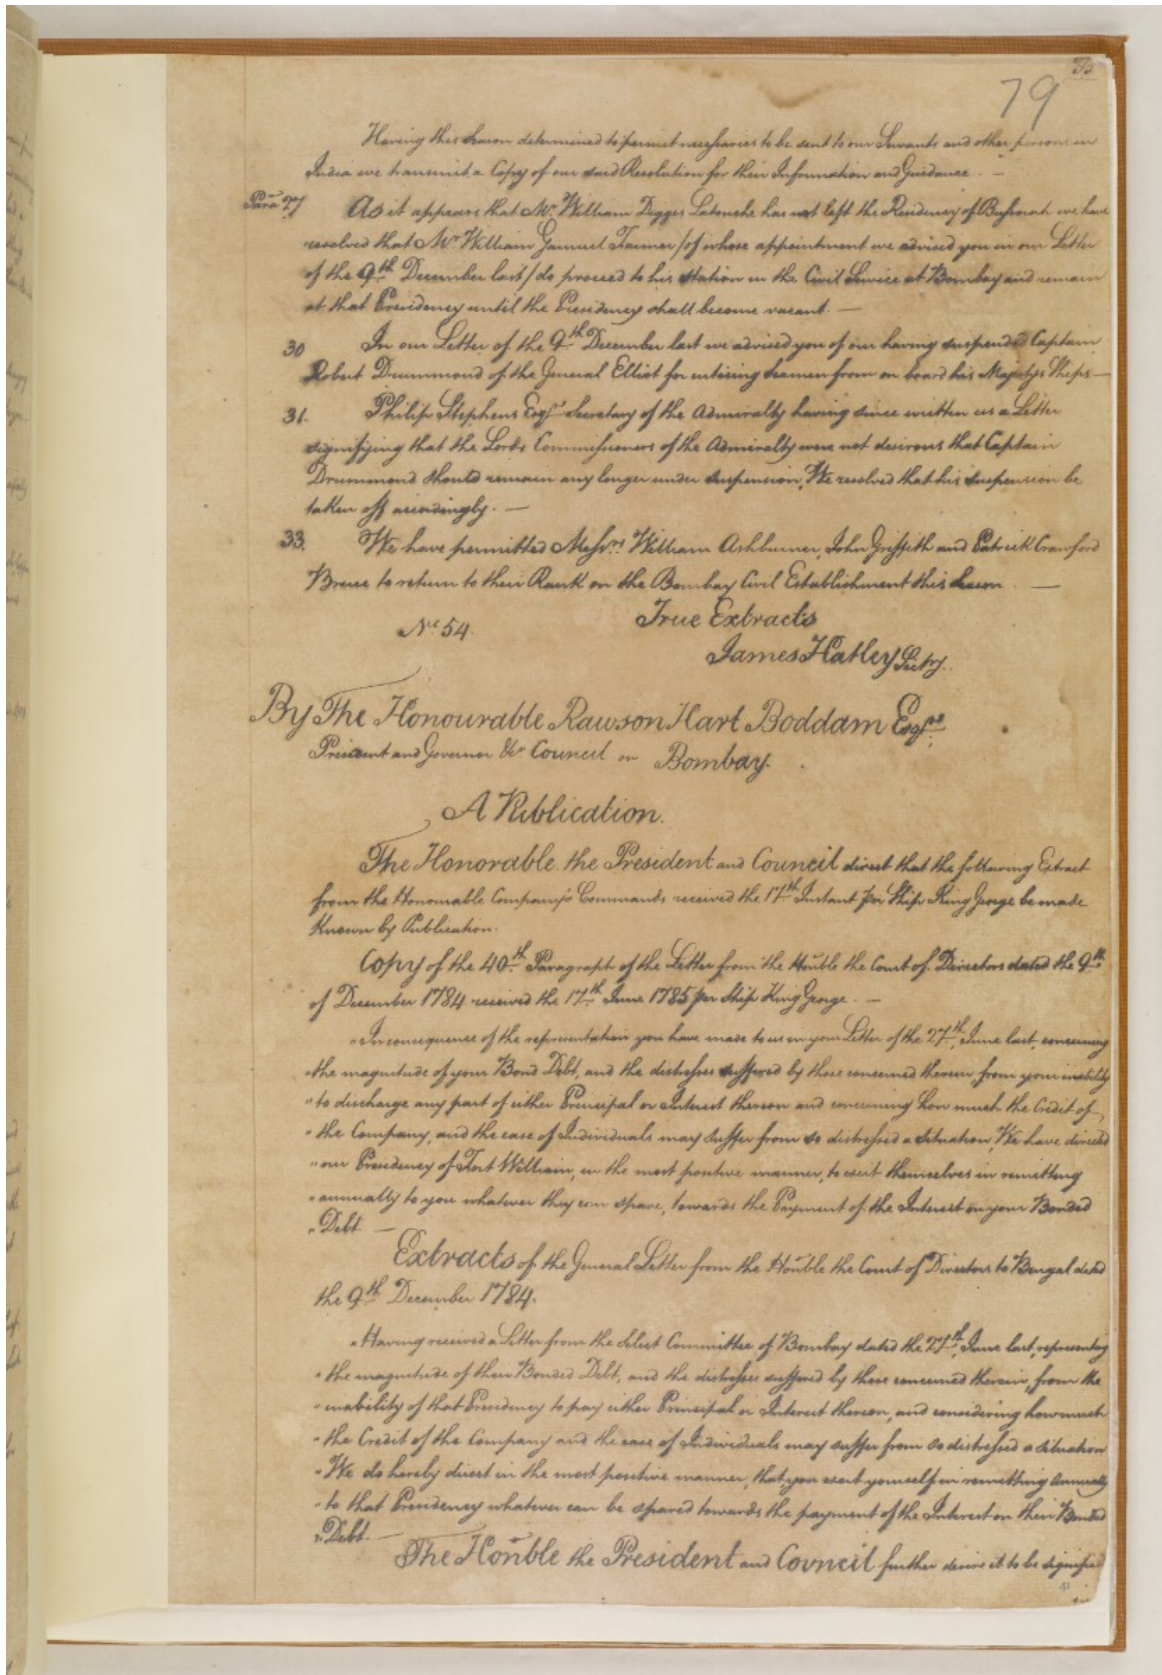 79
Having this Season determined to permit necessaries to be sent to our Servants and other persons in
India we transmit a Copy of our said Resolution for their Information and Guidance. —
Para 27 As it appears that Mr. William Digges Latouche has not left the Residency of Bussorah we have
resolved that Mr. William Samuel Farmer /of whose appointment we advised you in our Letter
of the 9th December last/ do proceed to his station in the Civil Service at Bombay and remain
at that Presidency until the Presidency shall become vacant. —
30 In our Letter of the 9th December last we advised you of our having suspended Captain
Robert Drummond of the General Elliot for enticing Seamen from on board his Majestys Ships —
31. Philip Stephens Esqr. Secretary of the Admiralty having since written us a Letter
signifying that the Lords Commissioners of the Admiralty were not desirous that Captain
Drummond should remain any longer under suspension, We resolved that his suspension be
taken off accordingly. —
33. We have permitted Messrs. William Ashburner, John Griffith and Patrick Crawford
Bruce to return to their Rank on the Bombay Civil Establishment this Season —
True Extracts
No. 54.
James Hatley Secty.
By The Honourable Rawson Hart Boddam Esqre.
President and Governor &ca Council on Bombay.
A Publication.
The Honorable the President and Council direct that the following Extract
from the Honourable Company's Commands received the 17th Instant per Ship King George be made
Known by Publication.
Copy of the 40th Paragraph of the Letter from the Honble the Court of Directors dated the 9th
of December 1784 received the 17th June 1785 per Ship King George. —
"In consequence of the representation you have made to us in your Letter of the 27th June last, concerning
"the magnitude of your Bond Debt, and the distresses suffered by those concerned therein, from your inability
"to discharge any part of either Principal or Interest thereon and concerning how much the Credit of
"the Company, and the ease of Individuals may suffer from so distressed a situation, We have directed
"our Presidency of Fort William, in the most positive manner, to exert themselves in remitting
"annually to you whatever they can spare, towards the Payment of the Interest on your Bonded
"Debt. —
Extracts of the General Letter from the Honble the Court of Directors to Bengal dated
the 9th December 1784.
"Having received a Letter from the Select Committee of Bombay dated the 27th June last, representing
"the magnitude of their Bonded Debt, and the distresses suffered by those concerned therein, from the
"inability of that Presidency to pay either Principal or Interest thereon, and considering how much
"the Credit of the Company and the ease of Individuals may suffer from so distressed a situation
"We do hereby direct in the most positive manner, that you exert yourself in remitting annually
"to that Presidency whatever can be spared towards the payment of the Interest on their Bonded
"Debt. —
The Honble the President and Council further desire it to be signified